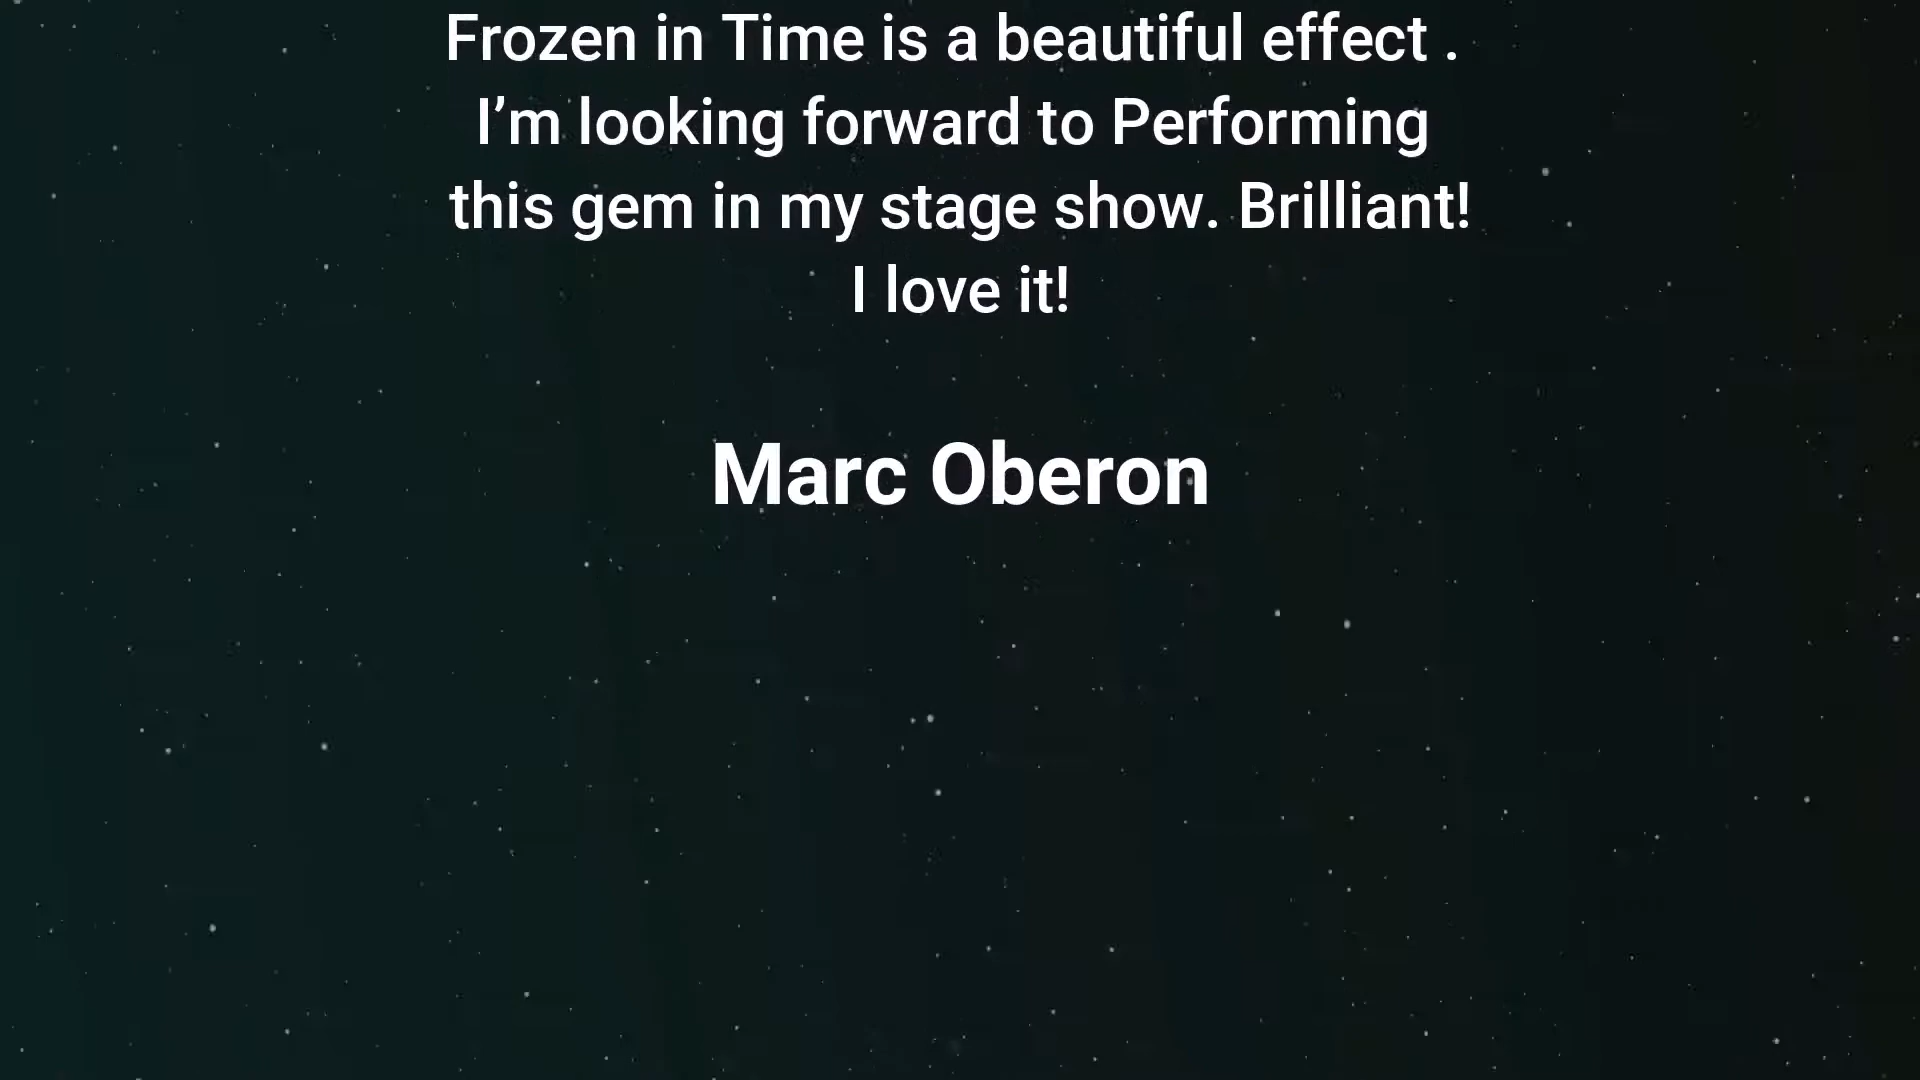 Frozen in Time is a beautiful effect .
I’m looking forward to Performing
this gem in my stage show. Brilliant!
I love it!
Marc Oberon